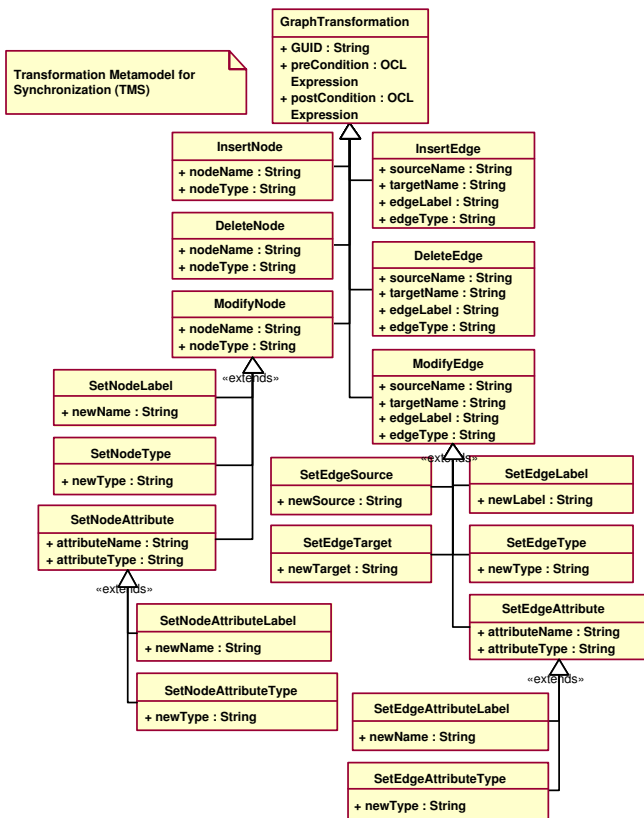 GraphTransformation
+ GUID : String
+ preCondition : OCL
Expression
+ postCondition : OCL
Expression
Transformation Metamodel for
Synchronization (TMS)
InsertNode
+ nodeName : String
+ nodeType : String
InsertEdge
+ sourceName : String
+ targetName : String
+ edgeLabel : String
+ edgeType : String
DeleteNode
+ nodeName : String
+ nodeType : String
DeleteEdge
+ sourceName : String
+ targetName : String
+ edgeLabel : String
+ edgeType : String
ModifyNode
+ nodeName : String
+ nodeType : String
«extends»
ModifyEdge
+ sourceName : String
+ targetName : String
+ edgeLabel : String
+ edgeType : String
«extends»
SetNodeLabel
+ newName : String
SetNodeType
+ newType : String
SetNodeAttribute
+ attributeName : String
+ attributeType : String
«extends»
SetEdgeSource
+ newSource : String
SetEdgeLabel
+ newLabel : String
SetEdgeTarget
+ newTarget : String
SetEdgeType
+ newType : String
SetEdgeAttribute
+ attributeName : String
+ attributeType : String
«extends»
SetNodeAttributeLabel
+ newName : String
SetNodeAttributeType
+ newType : String
SetEdgeAttributeLabel
+ newName : String
SetEdgeAttributeType
+ newType : String